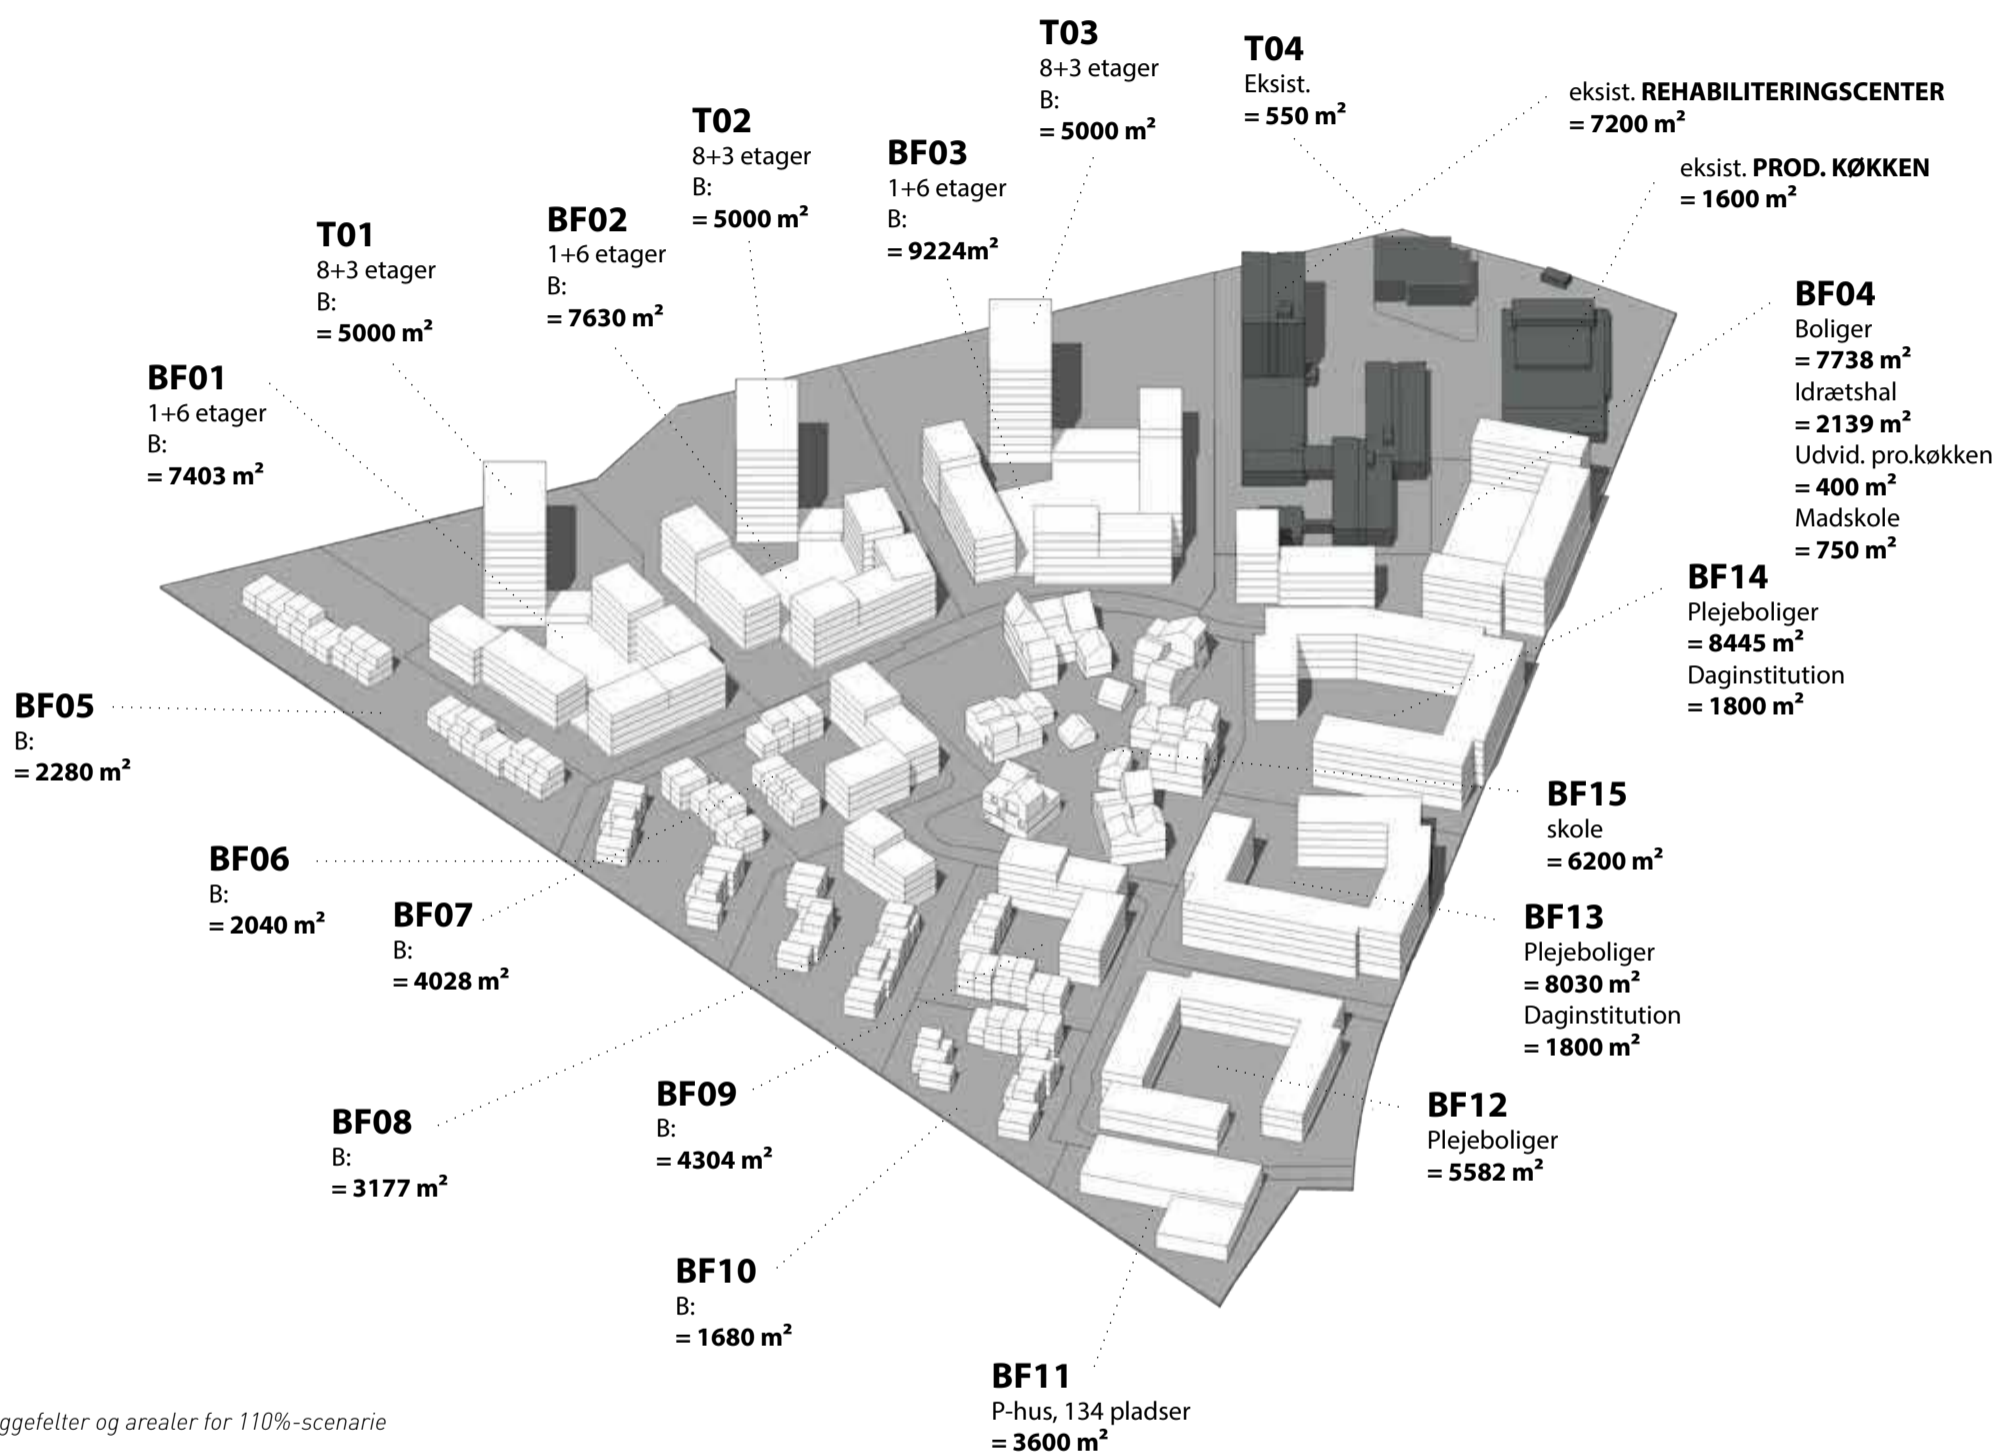 T03
8+3 etager
B:
= 5000 m²
T04
Eksist.
= 550 m²
eksist. REHABILITERINGSCENTER
= 7200 m²
T02
8+3 etager
B:
= 5000 m²
BF03
1+6 etager
B:
= 9224m²
eksist. PROD. KØKKEN
= 1600 m²
T01
8+3 etager
B:
= 5000 m²
BF02
1+6 etager
B:
= 7630 m²
BF04
Boliger
= 7738 m²
Idrætshal
= 2139 m²
Udvid. pro.køkken
= 400 m²
Madskole
= 750 m²
BF01
1+6 etager
B:
= 7403 m²
BF14
Plejeboliger
= 8445 m²
Daginstitution
= 1800 m²
BF05
B:
= 2280 m²
BF15
skole
= 6200 m²
BF06
B:
= 2040 m²
BF07
B:
= 4028 m²
BF13
Plejeboliger
= 8030 m²
Daginstitution
= 1800 m²
BF08
B:
= 3177 m²
BF09
B:
= 4304 m²
BF12
Plejeboliger
= 5582 m²
BF10
B:
= 1680 m²
BF11
P-hus, 134 pladser
= 3600 m²
ggefelter og arealer for 110%-scenarie